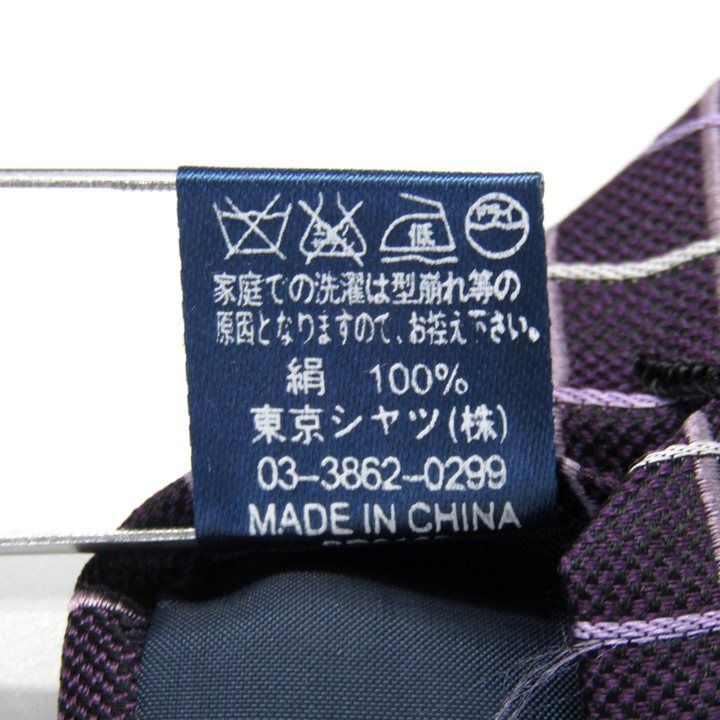 低 ドライ
家庭での洗濯は型崩れ等の
原因となりますので、お控え下さい。
絹 100%
東京シャツ(株)
03-3862-0299
MADE IN CHINA